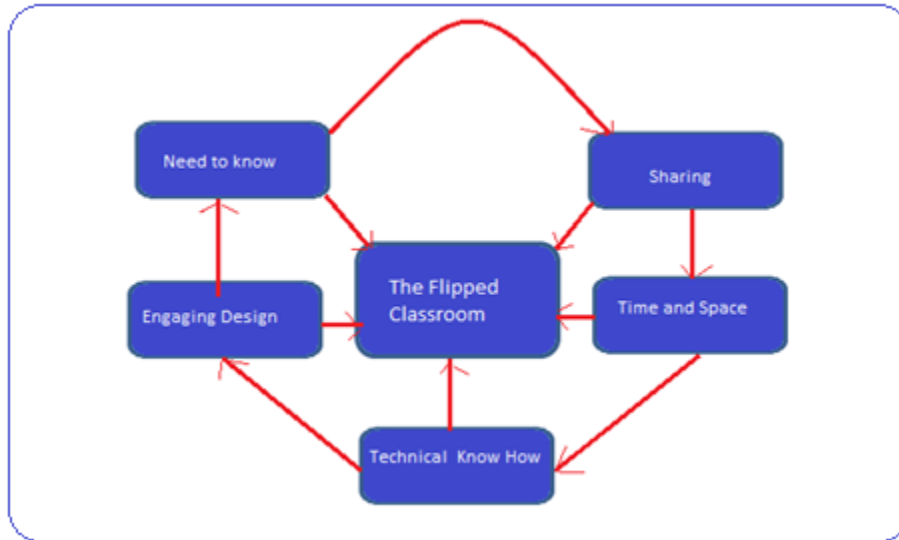 Need to know
Sharing
The Flipped
Classroom
Engaging Design
Time and Space
Technical Know How